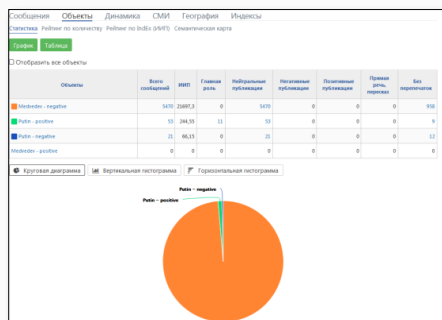 Сообщения Объекты Динамика СМИ География Индексы
Статистика Рейтинг по количеству Рейтинг по IndEx (ИИП) Семантическая карта
График Таблица
Отобразить все объекты
Объекты Всего сообщений ИИП Главная роль Нейтральные публикации Негативные публикации Позитивные публикации Прямая речь, пересказ Без перепечаток
Medvedev - negative 5470 21697,3 0 5470 0 0 0 958
Putin - positive 53 244,55 11 53 0 0 0
Putin - negative 21 66,15 0 21 0 0 0 12
Medvedev - positive 0 0 0 0 0 0 0 0
Круговая диаграмма Вертикальная гистограмма Горизонтальная гистограмма
Putin - negative
Putin - positive